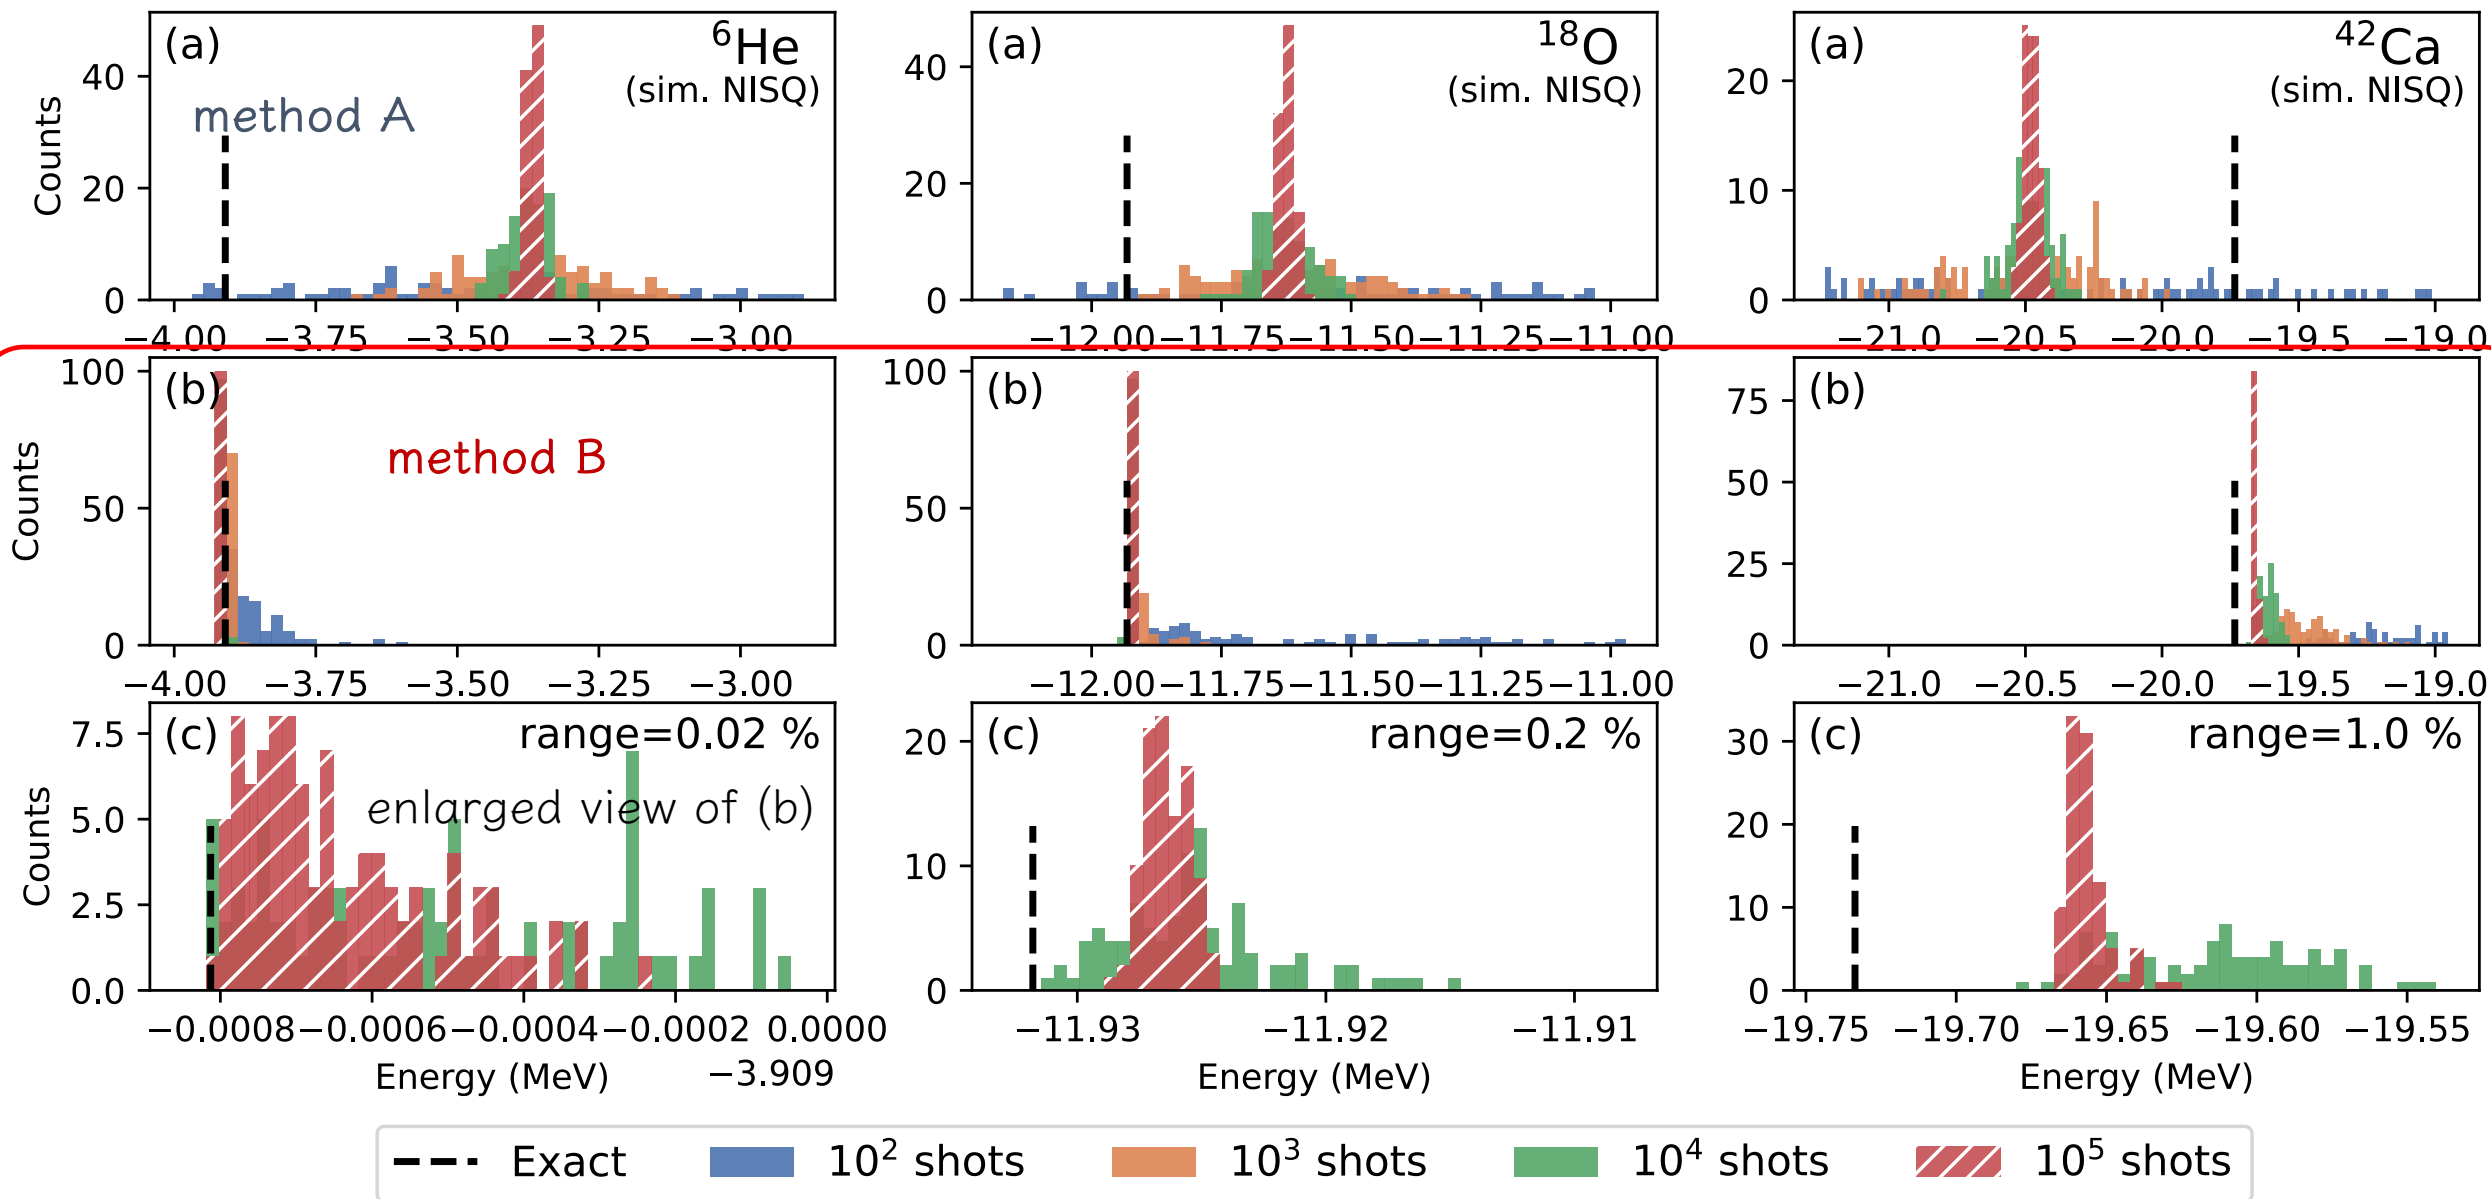 (a)
⁶He
(sim. NISQ)
method A
Counts
40
20
0
−4.00 −3.75 −3.50 −3.25 −3.00
(a)
¹⁸O
(sim. NISQ)
40
20
0
−12.00 −11.75 −11.50 −11.25 −11.00
(a)
⁴²Ca
(sim. NISQ)
20
10
0
−21.0 −20.5 −20.0 −19.5 −19.0
(b)
method B
Counts
100
50
0
−4.00 −3.75 −3.50 −3.25 −3.00
(b)
100
50
0
−12.00 −11.75 −11.50 −11.25 −11.00
(b)
75
50
25
0
−21.0 −20.5 −20.0 −19.5 −19.0
(c)
range=0.02 %
enlarged view of (b)
Counts
7.5
5.0
2.5
0.0
−0.0008 −0.0006 −0.0004 −0.0002 0.0000
Energy (MeV)
−3.909
(c)
range=0.2 %
20
10
0
−11.93 −11.92 −11.91
Energy (MeV)
(c)
range=1.0 %
30
20
10
0
−19.75 −19.70 −19.65 −19.60 −19.55
Energy (MeV)
Exact 10² shots 10³ shots 10⁴ shots 10⁵ shots